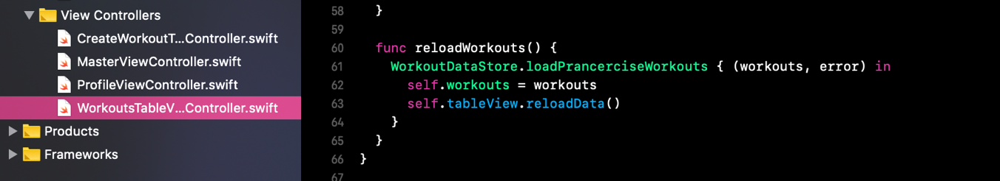 View Controllers
CreateWorkoutT...Controller.swift
MasterViewController.swift
ProfileViewController.swift
WorkoutsTableV...Controller.swift
Products
Frameworks
58 }
59
60 func reloadWorkouts() {
61 WorkoutDataStore.loadPrancerciseWorkouts { (workouts, error) in
62 self.workouts = workouts
63 self.tableView.reloadData()
64 }
65 }
66 }
67